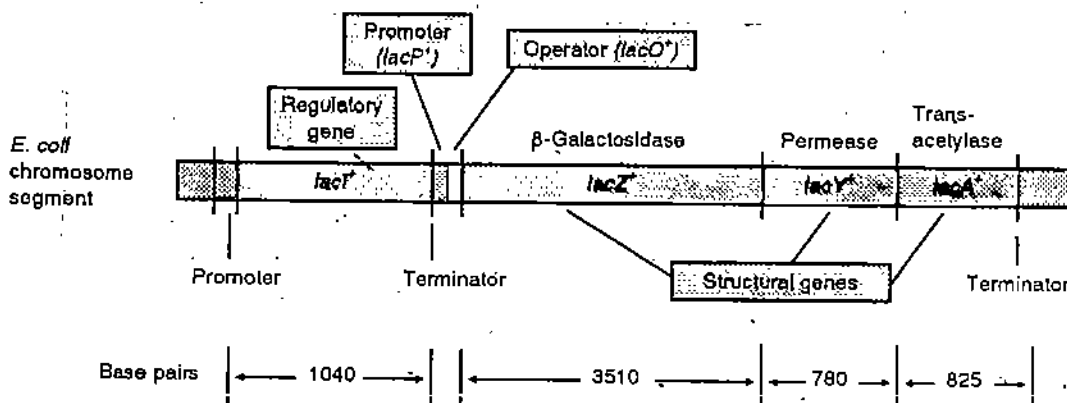 Promoter
(lacP⁺)
Operator (lacO⁺)
Regulatory
gene
E. coli
chromosome
segment
β-Galactosidase
Permease
Trans-
acetylase
lacI⁺
lacZ⁺
lacY⁺
lacA⁺
Promoter
Terminator
Structural genes
Terminator
Base pairs
1040
3510
780
825